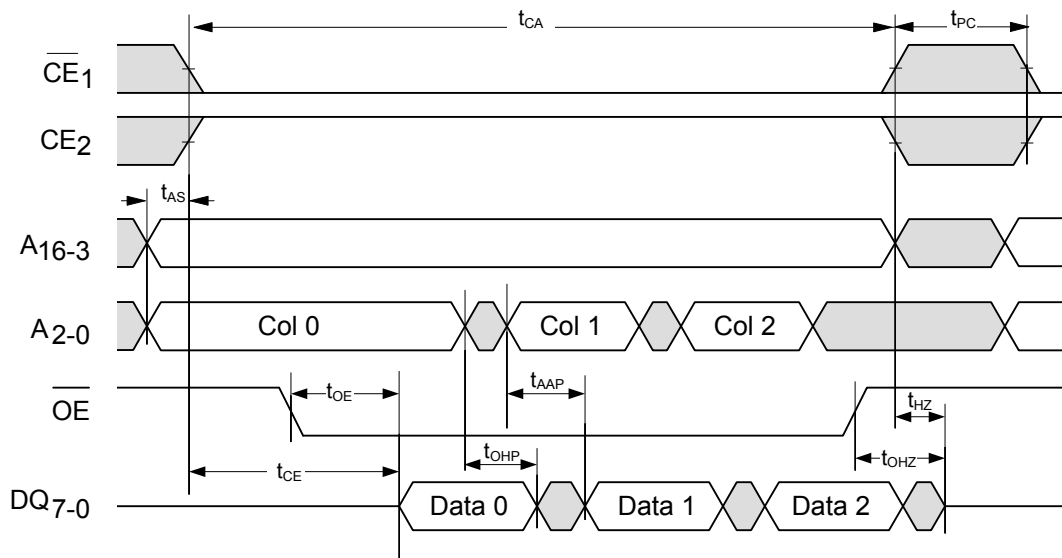 tCA tPC
CE1
CE2
tAS
A16-3
A2-0 Col 0 Col 1 Col 2
OE tOE tAAP tHZ
tCE tOHP tOHZ
DQ7-0 Data 0 Data 1 Data 2